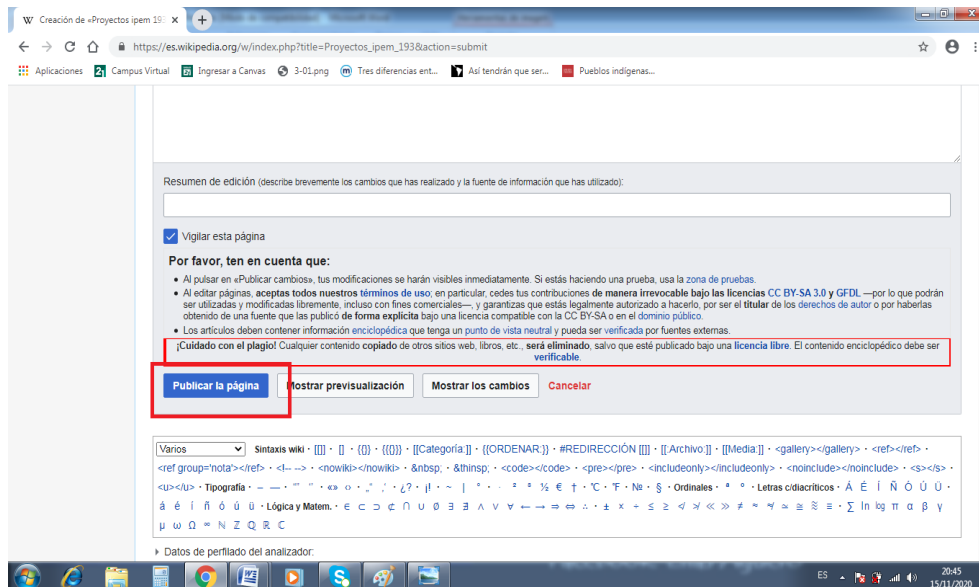 Creación de «Proyectos ipem 193
https://es.wikipedia.org/w/index.php?title=Proyectos_ipem_193&action=submit
Aplicaciones Campus Virtual Ingresar a Canvas 3-01.png Tres diferencias ent... Así tendrán que ser... Pueblos indígenas...
Resumen de edición (describe brevemente los cambios que has realizado y la fuente de información que has utilizado):
Vigilar esta página
Por favor, ten en cuenta que:
• Al pulsar en «Publicar cambios», tus modificaciones se harán visibles inmediatamente. Si estás haciendo una prueba, usa la zona de pruebas.
• Al editar páginas, aceptas todos nuestros términos de uso; en particular, cedes tus contribuciones de manera irrevocable bajo las licencias CC BY-SA 3.0 y GFDL —por lo que podrán
ser utilizadas y modificadas libremente, incluso con fines comerciales—, y garantizas que estás legalmente autorizado a hacerlo, por ser el titular de los derechos de autor o por haberlas
obtenido de una fuente que las publicó de forma explícita bajo una licencia compatible con la CC BY-SA o en el dominio público.
• Los artículos deben contener información enciclopédica que tenga un punto de vista neutral y pueda ser verificada por fuentes externas.
¡Cuidado con el plagio! Cualquier contenido copiado de otros sitios web, libros, etc., será eliminado, salvo que esté publicado bajo una licencia libre. El contenido enciclopédico debe ser
verificable.
Publicar la página Mostrar previsualización Mostrar los cambios Cancelar
Varios Sintaxis wiki · [[]] · [] · {{}} · {{{}}} · [[Categoría:]] · {{ORDENAR:}} · #REDIRECCIÓN [[]] · [[:Archivo:]] · [[Media:]] · <gallery></gallery> · <ref></ref> ·
<ref group='nota'></ref> · <!-- --> · <nowiki></nowiki> · &nbsp; · &thinsp; · <code></code> · <pre></pre> · <includeonly></includeonly> · <noinclude></noinclude> · <s></s> ·
<u></u> · Tipografía · – — · “” ‘’ · «» ‹› · „“ ‚‘ · ¿? · ¡! · ~ | ° · · ² ³ ½ € † · ℃ ℉ · № · § · Ordinales · ª º · Letras c/diacríticos · Á É Í Ñ Ó Ú Ü ·
á é í ñ ó ú ü · Lógica y Matem. · ∈ ⊂ ⊃ ⊄ ∩ ∪ ∅ ∃ ∄ ∧ ∨ ∀ ← → ⇒ ⇔ ∴ · ± × ÷ ≤ ≥ ≮ ≯ ≪ ≫ ≠ ≈ ≉ ≃ ≅ ≡ · ∑ ln log π α β γ
μ ω Ω ∞ ℕ ℤ ℚ ℝ ℂ
Datos de perfilado del analizador:
ES 20:45
15/11/2020